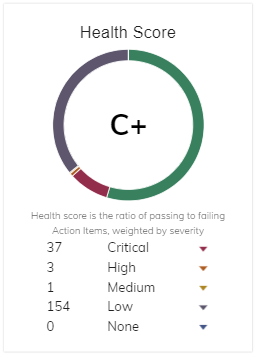 Health Score
C+
Health score is the ratio of passing to failing
Action Items, weighted by severity
37 Critical
3 High
1 Medium
154 Low
0 None